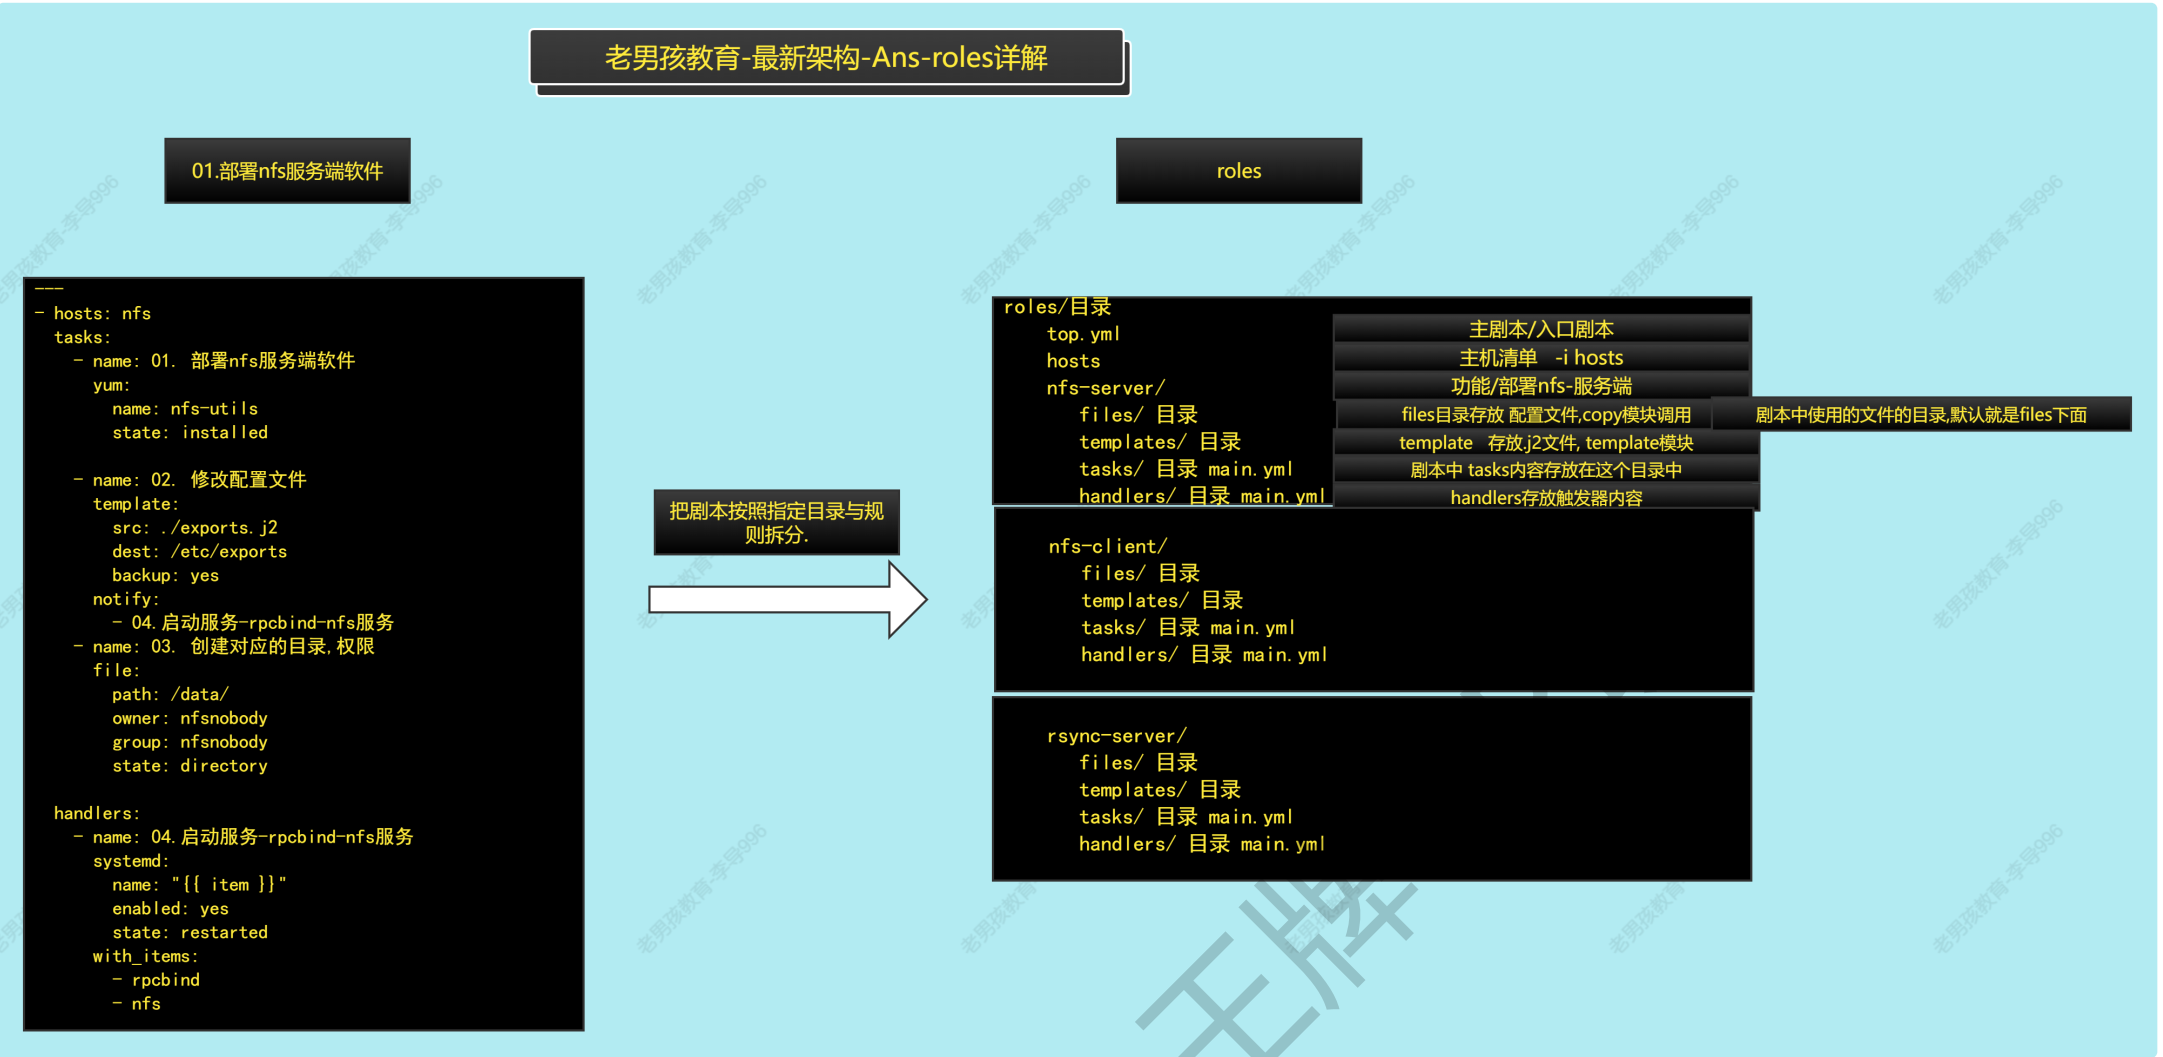 老男孩教育-最新架构-Ans-roles详解
01.部署nfs服务端软件
---
- hosts: nfs
  tasks:
    - name: 01. 部署nfs服务端软件
      yum:
        name: nfs-utils
        state: installed
    - name: 02. 修改配置文件
      template:
        src: ./exports.j2
        dest: /etc/exports
        backup: yes
      notify:
        - 04.启动服务-rpcbind-nfs服务
    - name: 03. 创建对应的目录,权限
      file:
        path: /data/
        owner: nfsnobody
        group: nfsnobody
        state: directory
  handlers:
    - name: 04.启动服务-rpcbind-nfs服务
      systemd:
        name: "{{ item }}"
        enabled: yes
        state: restarted
      with_items:
        - rpcbind
        - nfs
把剧本按照指定目录与规
则拆分.
roles
roles/目录
top.yml 主剧本/入口剧本
hosts 主机清单 -i hosts
nfs-server/ 功能/部署nfs-服务端
files/ 目录 files目录存放 配置文件,copy模块调用 剧本中使用的文件的目录,默认就是files下面
templates/ 目录 template 存放.j2文件, template模块
tasks/ 目录 main.yml 剧本中 tasks内容存放在这个目录中
handlers/ 目录 main.yml handlers存放触发器内容
nfs-client/
files/ 目录
templates/ 目录
tasks/ 目录 main.yml
handlers/ 目录 main.yml
rsync-server/
files/ 目录
templates/ 目录
tasks/ 目录 main.yml
handlers/ 目录 main.yml
老男孩教育-李导996
王牌